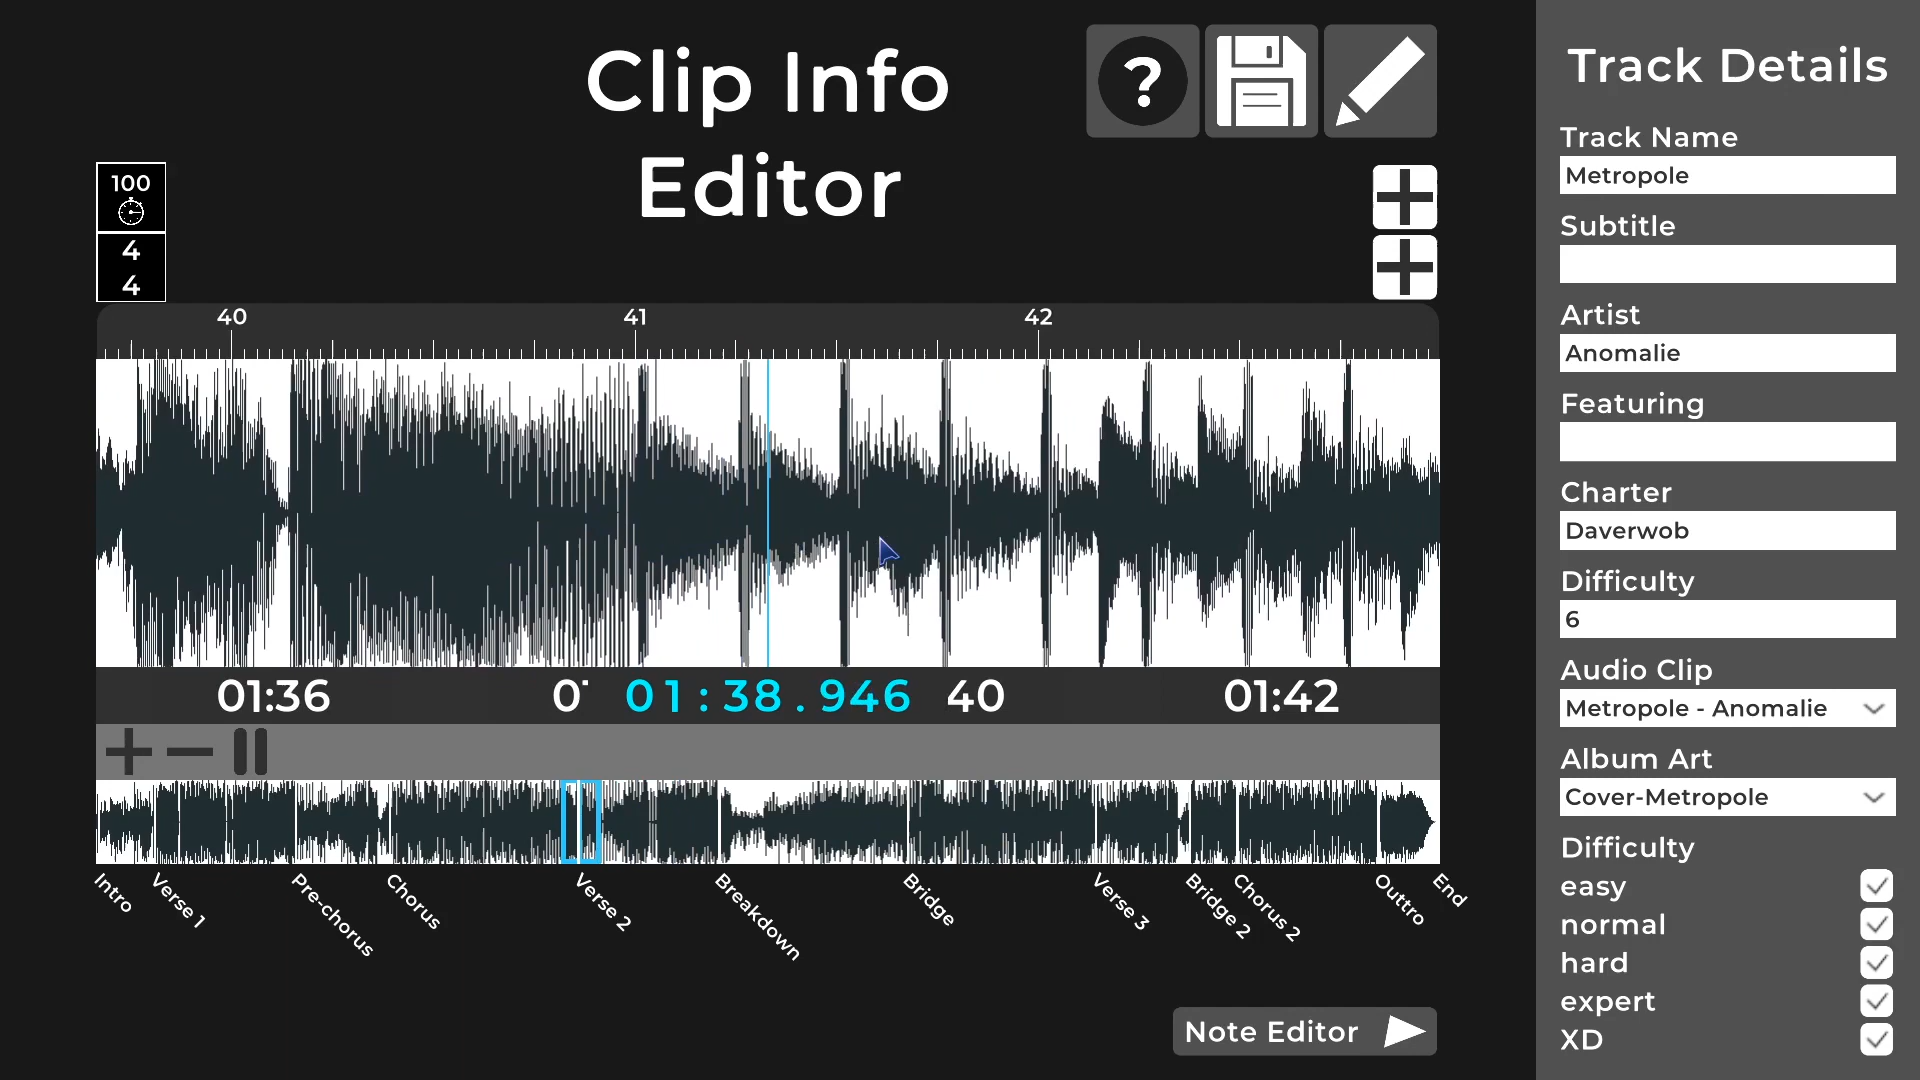 Clip Info
Editor
?
100
4
4
40
41
42
01:36
01:38.946
40
01:42
Intro
Verse 1
Pre-chorus
Chorus
Verse 2
Breakdown
Bridge
Verse 3
Bridge 2
Chorus 2
Outtro
End
Note Editor
Track Details
Track Name
Metropole
Subtitle
Artist
Anomalie
Featuring
Charter
Daverwob
Difficulty
6
Audio Clip
Metropole - Anomalie
Album Art
Cover-Metropole
Difficulty
easy
normal
hard
expert
XD